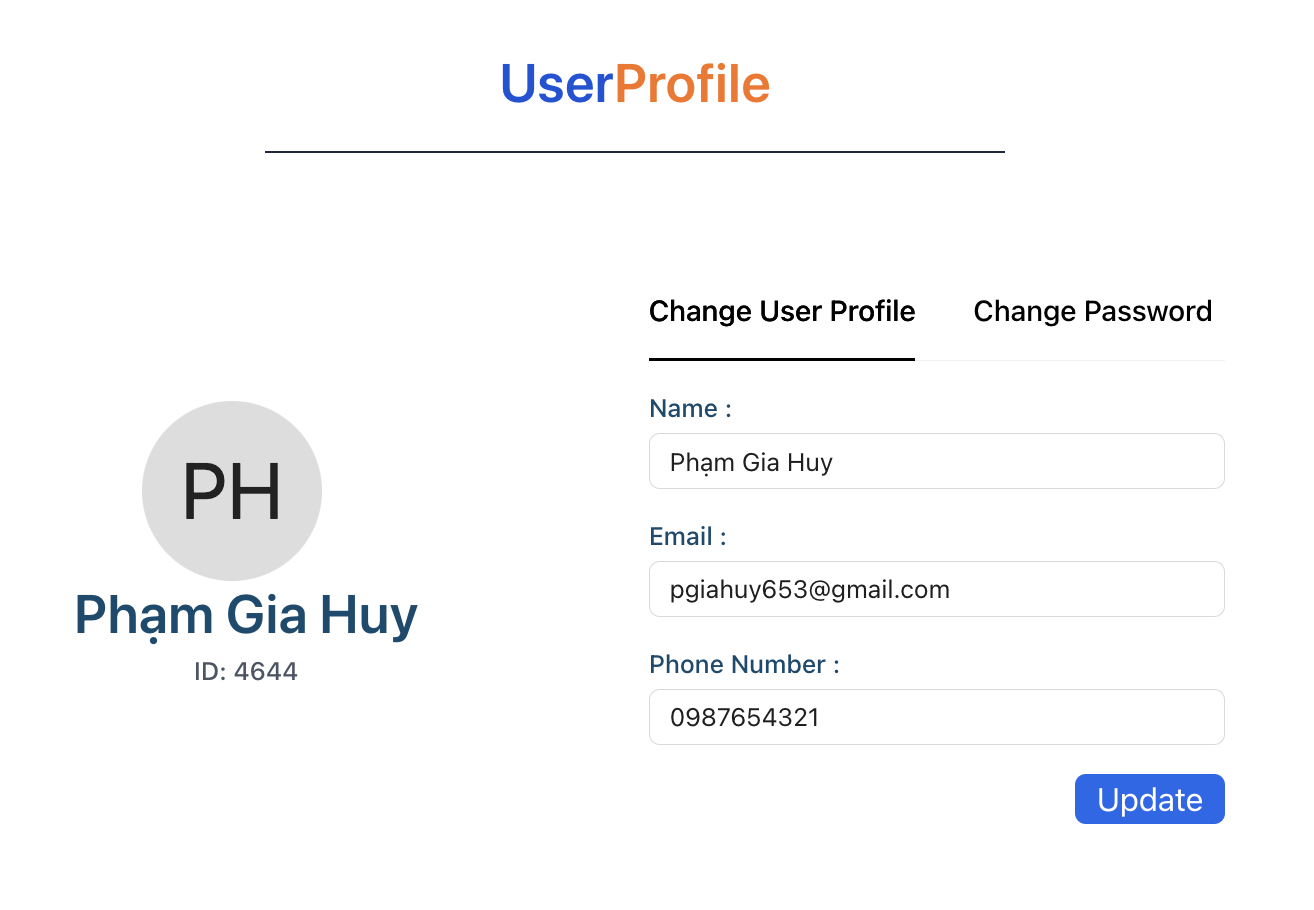 UserProfile
PH
Phạm Gia Huy
ID: 4644
Change User Profile
Change Password
Name :
Phạm Gia Huy
Email :
pgiahuy653@gmail.com
Phone Number :
0987654321
Update